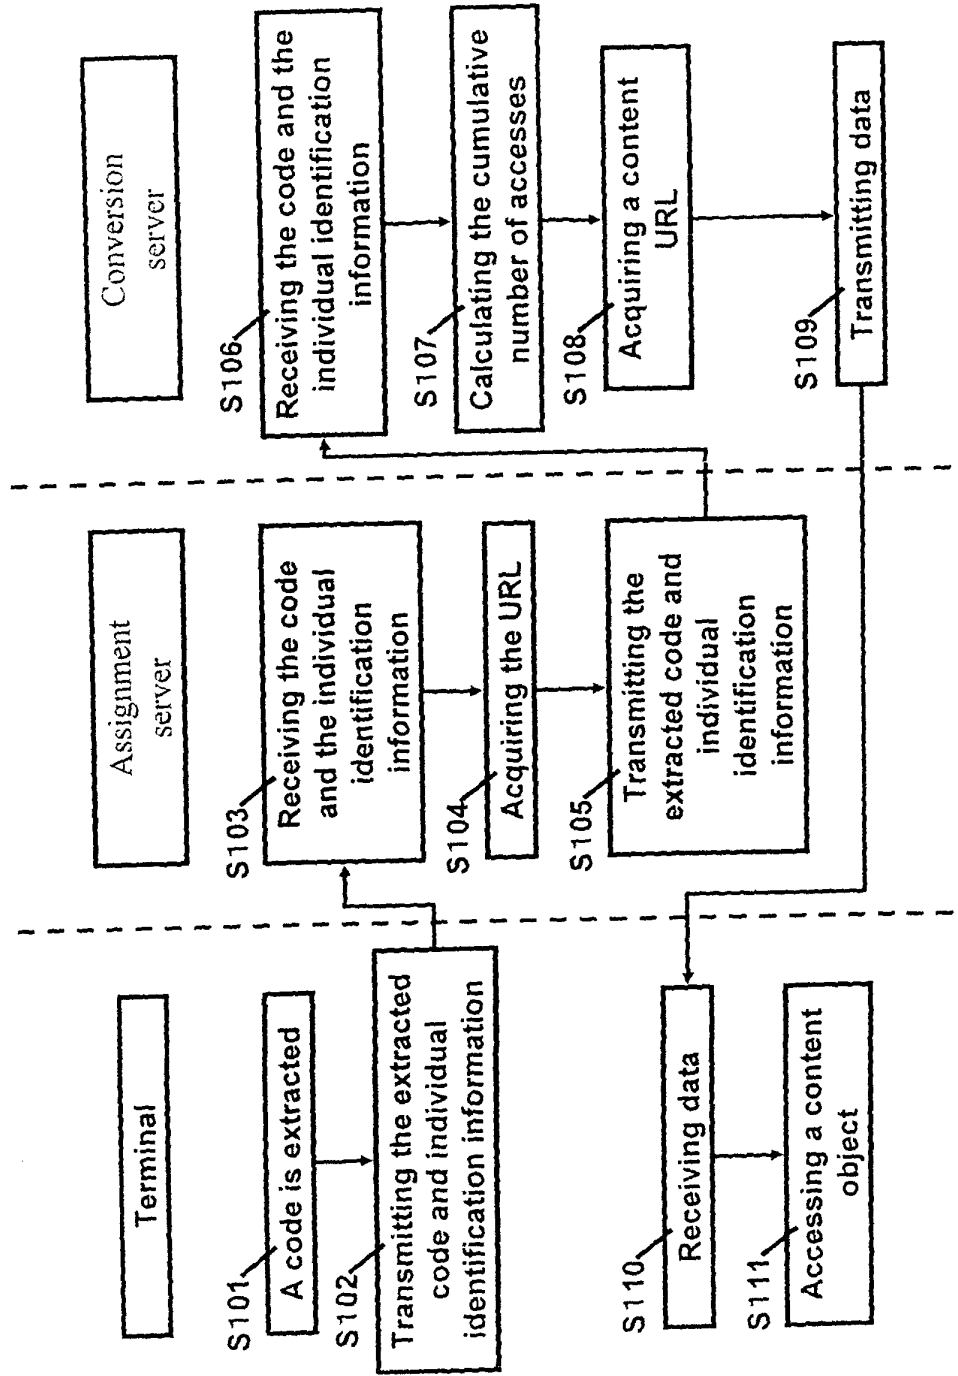 Terminal
S101
A code is extracted
S102
Transmitting the extracted
code and individual
identification information
S110
Receiving data
S111
Accessing a content
object
Assignment
server
S103
Receiving the code
and the individual
identification
information
S104
Acquiring the URL
S105
Transmitting the
extracted code and
individual
identification
information
Conversion
server
S106
Receiving the code and the
individual identification
information
S107
Calculating the cumulative
number of accesses
S108
Acquiring a content
URL
S109
Transmitting data